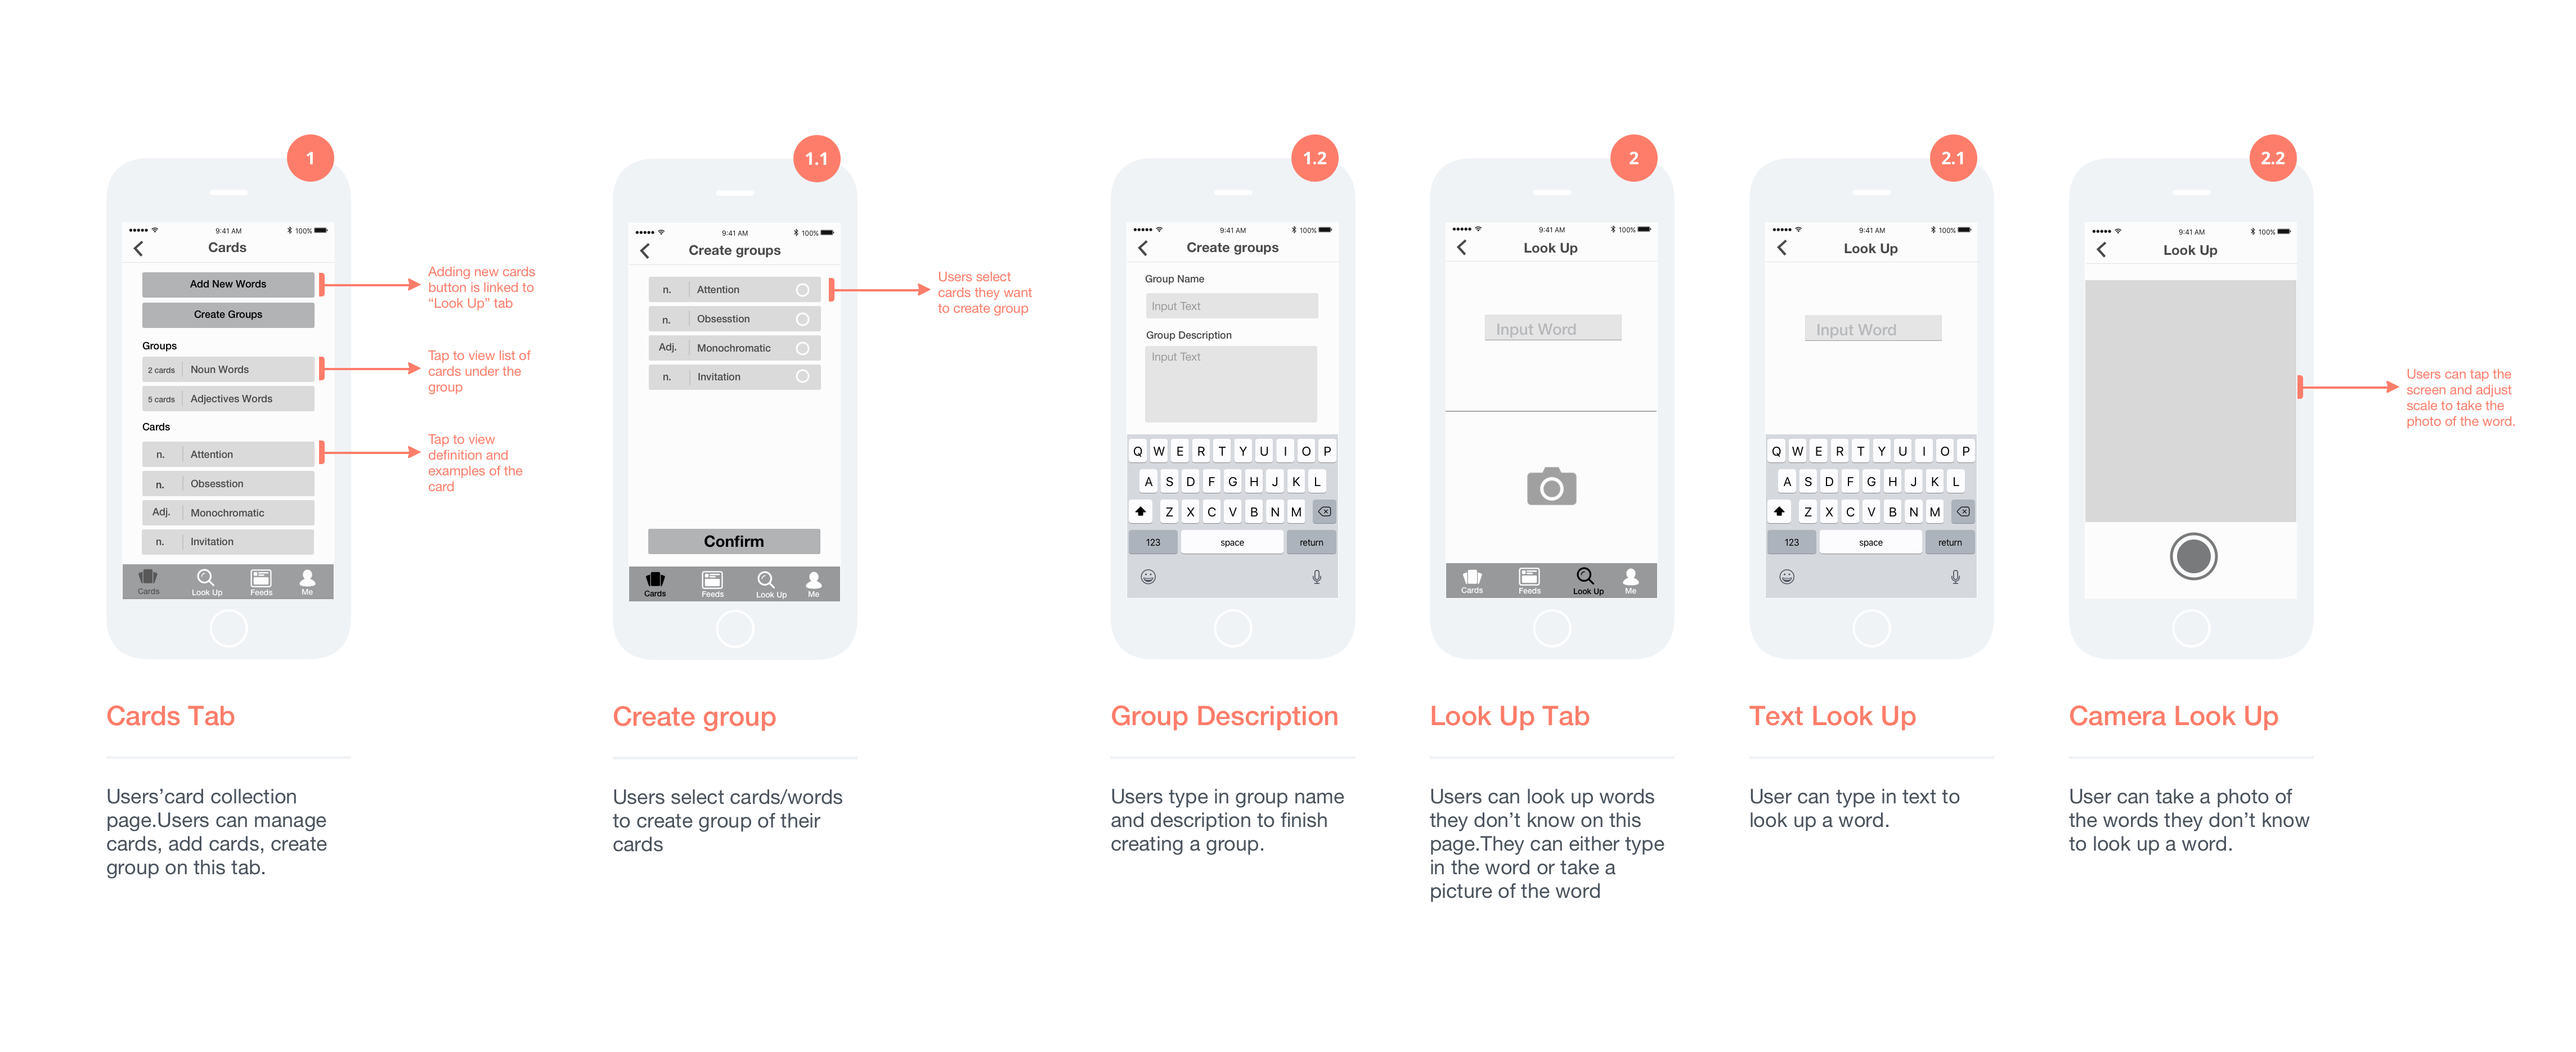 1
9:41 AM
100%
Cards
Add New Words
Create Groups
Groups
2 cards Noun Words
5 cards Adjectives Words
Cards
n. Attention
n. Obsesstion
Adj. Monochromatic
n. Invitation
Cards Look Up Feeds Me
Adding new cards
button is linked to
“Look Up” tab
Tap to view list of
cards under the
group
Tap to view
definition and
examples of the
card
Cards Tab
Users’card collection
page.Users can manage
cards, add cards, create
group on this tab.
1.1
9:41 AM
100%
Create groups
n. Attention
n. Obsesstion
Adj. Monochromatic
n. Invitation
Confirm
Cards Feeds Look Up Me
Users select
cards they want
to create group
Create group
Users select cards/words
to create group of their
cards
1.2
9:41 AM
100%
Create groups
Group Name
Input Text
Group Description
Input Text
Q W E R T Y U I O P
A S D F G H J K L
Z X C V B N M
123 space return
Group Description
Users type in group name
and description to finish
creating a group.
2
9:41 AM
100%
Look Up
Input Word
Cards Feeds Look Up Me
Look Up Tab
Users can look up words
they don’t know on this
page.They can either type
in the word or take a
picture of the word
2.1
9:41 AM
100%
Look Up
Input Word
Q W E R T Y U I O P
A S D F G H J K L
Z X C V B N M
123 space return
Text Look Up
User can type in text to
look up a word.
2.2
9:41 AM
100%
Look Up
Users can tap the
screen and adjust
scale to take the
photo of the word.
Camera Look Up
User can take a photo of
the words they don’t know
to look up a word.